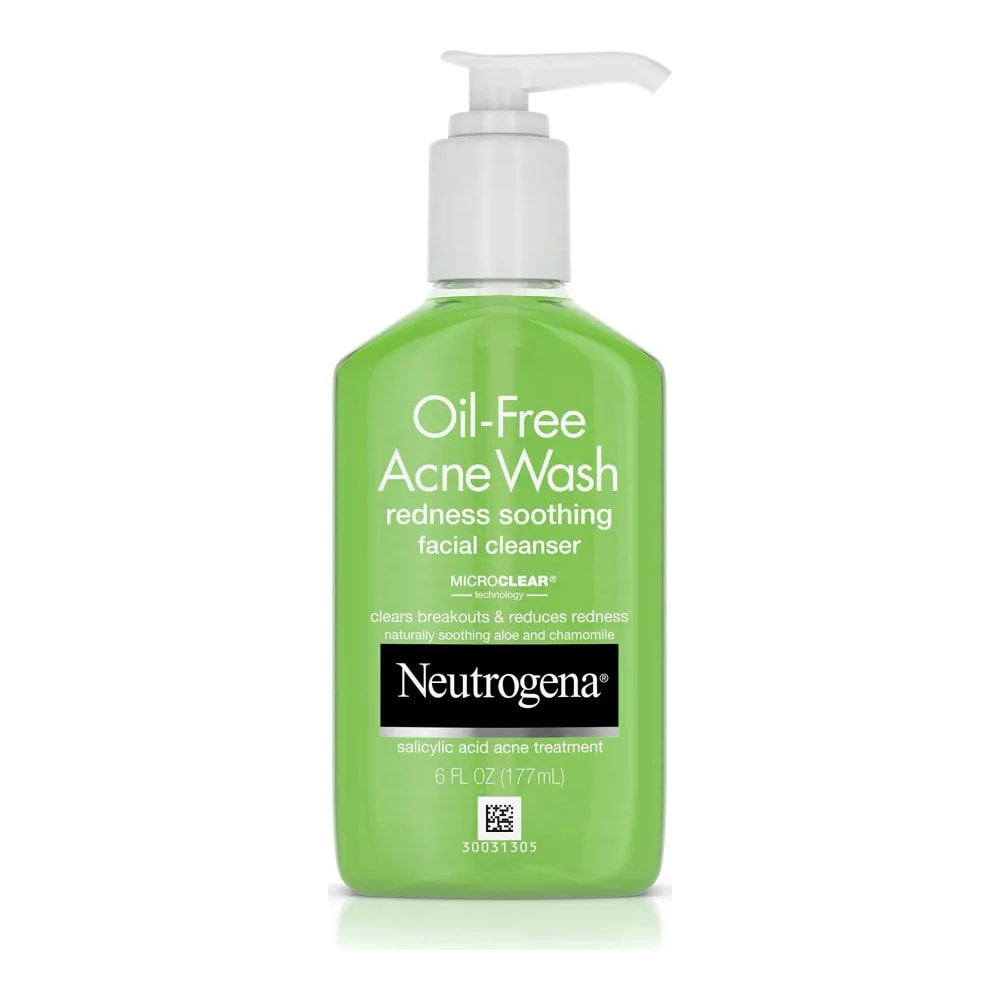 Oil-Free
Acne Wash
redness soothing
facial cleanser
MICROCLEAR®
technology
clears breakouts & reduces redness
naturally soothing aloe and chamomile
Neutrogena®
salicylic acid acne treatment
6 FL OZ (177mL)
30031305